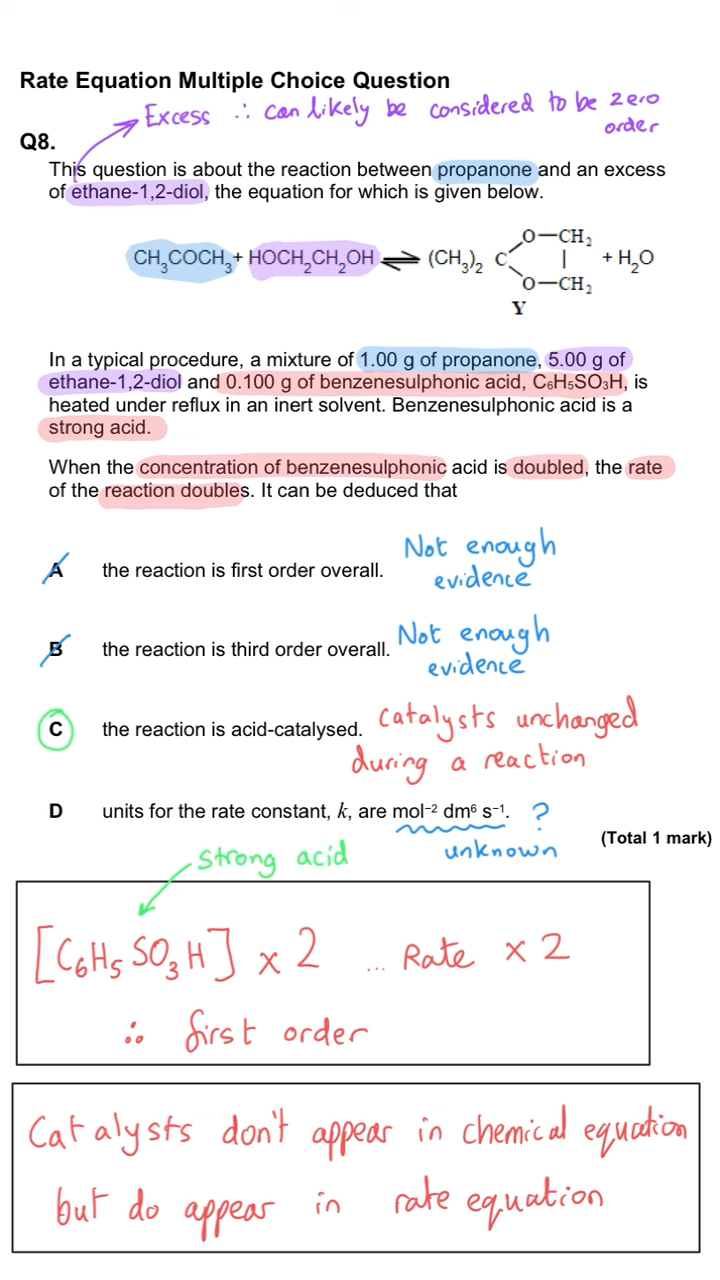 Rate Equation Multiple Choice Question
Excess ∴ can likely be considered to be zero
order
Q8.
This question is about the reaction between propanone and an excess
of ethane-1,2-diol, the equation for which is given below.
O—CH₂
CH₃COCH₃ + HOCH₂CH₂OH ⇌ (CH₃)₂ C | + H₂O
O—CH₂
Y
In a typical procedure, a mixture of 1.00 g of propanone, 5.00 g of
ethane-1,2-diol and 0.100 g of benzenesulphonic acid, C₆H₅SO₃H, is
heated under reflux in an inert solvent. Benzenesulphonic acid is a
strong acid.
When the concentration of benzenesulphonic acid is doubled, the rate
of the reaction doubles. It can be deduced that
Not enough
A the reaction is first order overall.
evidence
Not enough
B the reaction is third order overall.
evidence
C the reaction is acid-catalysed. catalysts unchanged
during a reaction
D units for the rate constant, k, are mol⁻² dm⁶ s⁻¹. ?
(Total 1 mark)
strong acid unknown
[C₆H₅SO₃H] × 2 ... Rate × 2
∴ first order
Catalysts don't appear in chemical equation
but do appear in rate equation